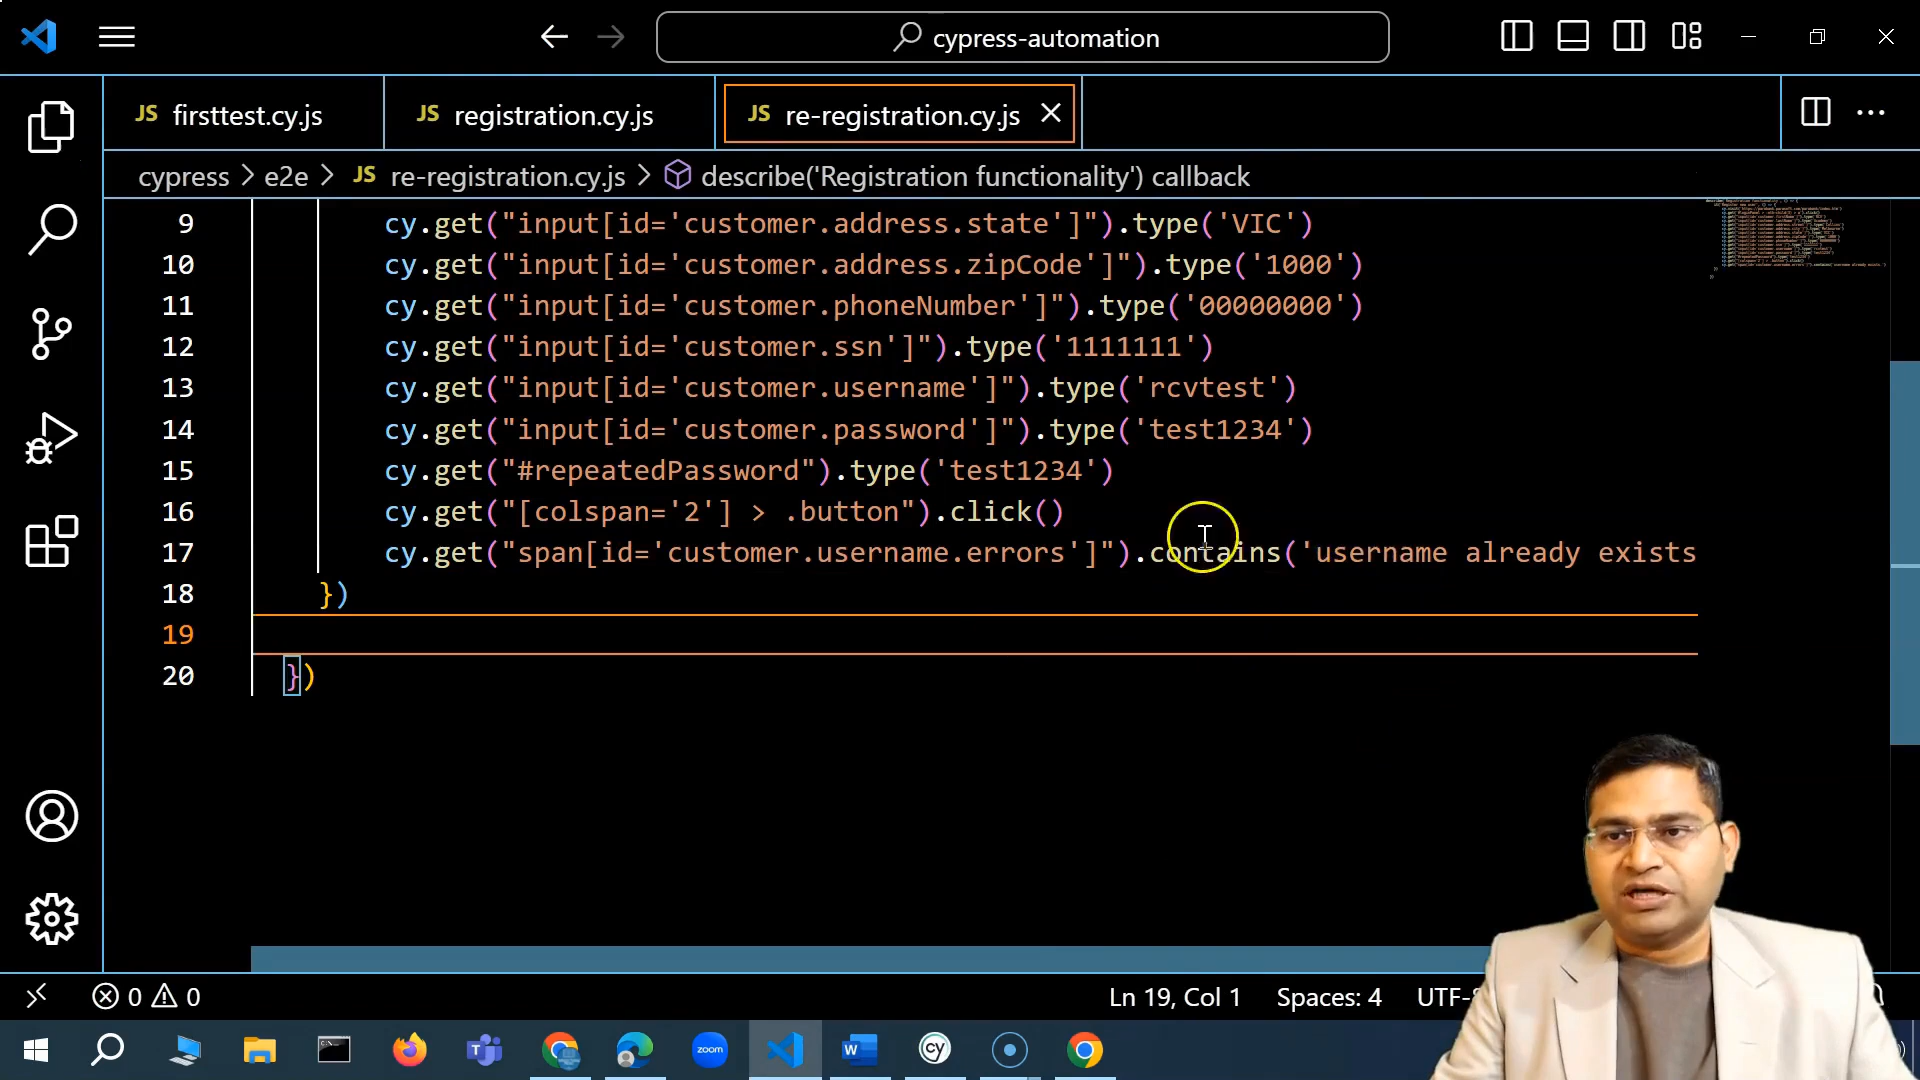 cypress-automation
JS firsttest.cy.js
JS registration.cy.js
JS re-registration.cy.js
cypress > e2e > JS re-registration.cy.js > describe('Registration functionality') callback
9 cy.get("input[id='customer.address.state']").type('VIC')
10 cy.get("input[id='customer.address.zipCode']").type('1000')
11 cy.get("input[id='customer.phoneNumber']").type('00000000')
12 cy.get("input[id='customer.ssn']").type('1111111')
13 cy.get("input[id='customer.username']").type('rcvtest')
14 cy.get("input[id='customer.password']").type('test1234')
15 cy.get("#repeatedPassword").type('test1234')
16 cy.get("[colspan='2'] > .button").click()
17 cy.get("span[id='customer.username.errors']").contains('username already exists
18 })
19
20 })
0 0
Ln 19, Col 1 Spaces: 4 UTF-8
T zoom W cy